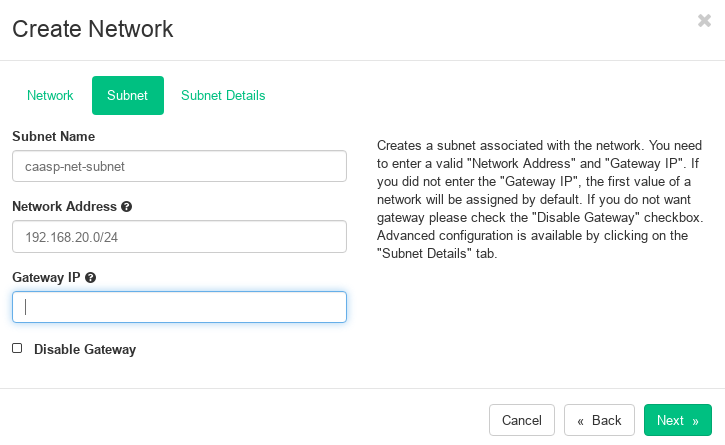 Create Network
Network
Subnet
Subnet Details
Subnet Name
caasp-net-subnet
Network Address
192.168.20.0/24
Gateway IP
Disable Gateway
Creates a subnet associated with the network. You need
to enter a valid "Network Address" and "Gateway IP". If
you did not enter the "Gateway IP", the first value of a
network will be assigned by default. If you do not want
gateway please check the "Disable Gateway" checkbox.
Advanced configuration is available by clicking on the
"Subnet Details" tab.
Cancel
« Back
Next »